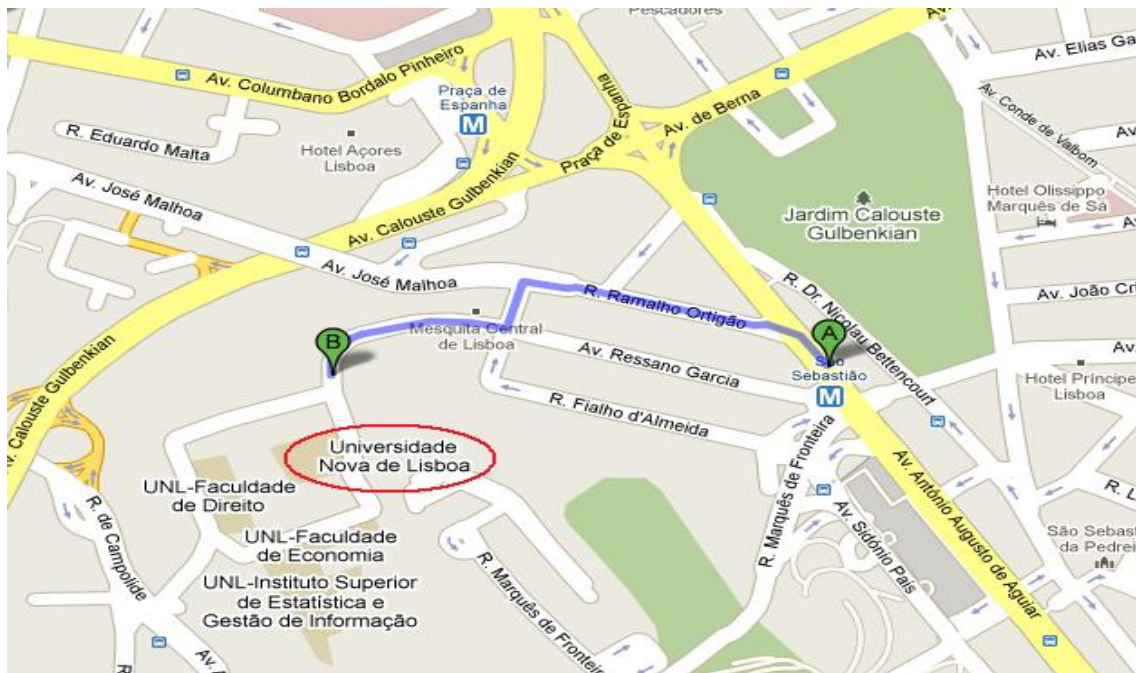 Pescadores
Av. Elias Ga
Av. Columbano Bordalo Pinheiro
Praça de
Espanha
M
Praça de Espanha
Av. de Berna
Av. Conde de Valbom
R. Eduardo Malta
Hotel Açores
Lisboa
Av. José Malhoa
Av. Calouste Gulbenkian
Praça de Espanha
Hotel Olissippo
Marquês de Sá
Jardim Calouste
Gulbenkian
Av. José Malhoa
R. Ramalho Ortigão
R. Dr. Nicolau Bettencourt
Av. João Cri
B
Mesquita Central
de Lisboa
A
São
Sebastião
M
Av. Ressano Garcia
Hotel Príncipe
Lisboa
R. Fialho d'Almeida
Av. Calouste Gulbenkian
Universidade
Nova de Lisboa
UNL-Faculdade
de Direito
R. Marquês de Fronteira
Av. António Augusto de Aguiar
R. de Campolide
UNL-Faculdade
de Economia
Av. Sidónio Pais
São Sebast
da Pedrei
UNL-Instituto Superior
de Estatística e
Gestão de Informação
R. Marquês de Fronteira